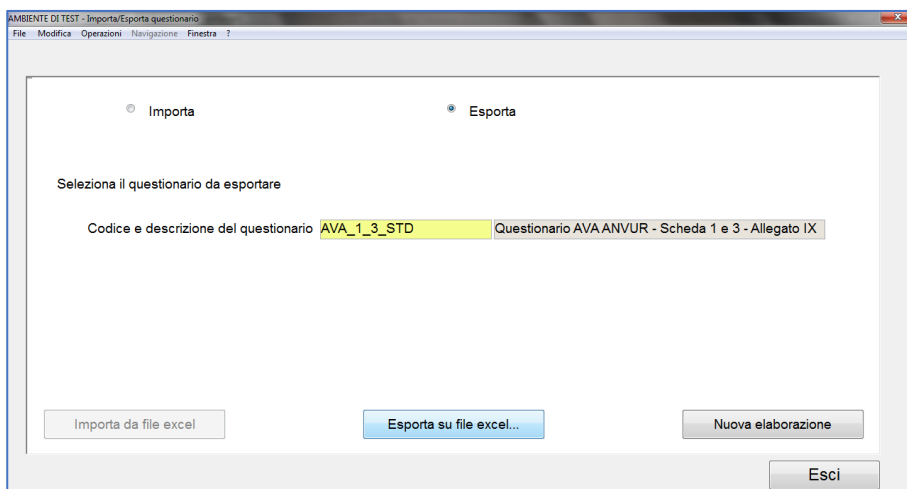 AMBIENTE DI TEST - Importa/Esporta questionario
File Modifica Operazioni Navigazione Finestra ?
Importa Esporta
Seleziona il questionario da esportare
Codice e descrizione del questionario AVA_1_3_STD Questionario AVA ANVUR - Scheda 1 e 3 - Allegato IX
Importa da file excel Esporta su file excel... Nuova elaborazione
Esci